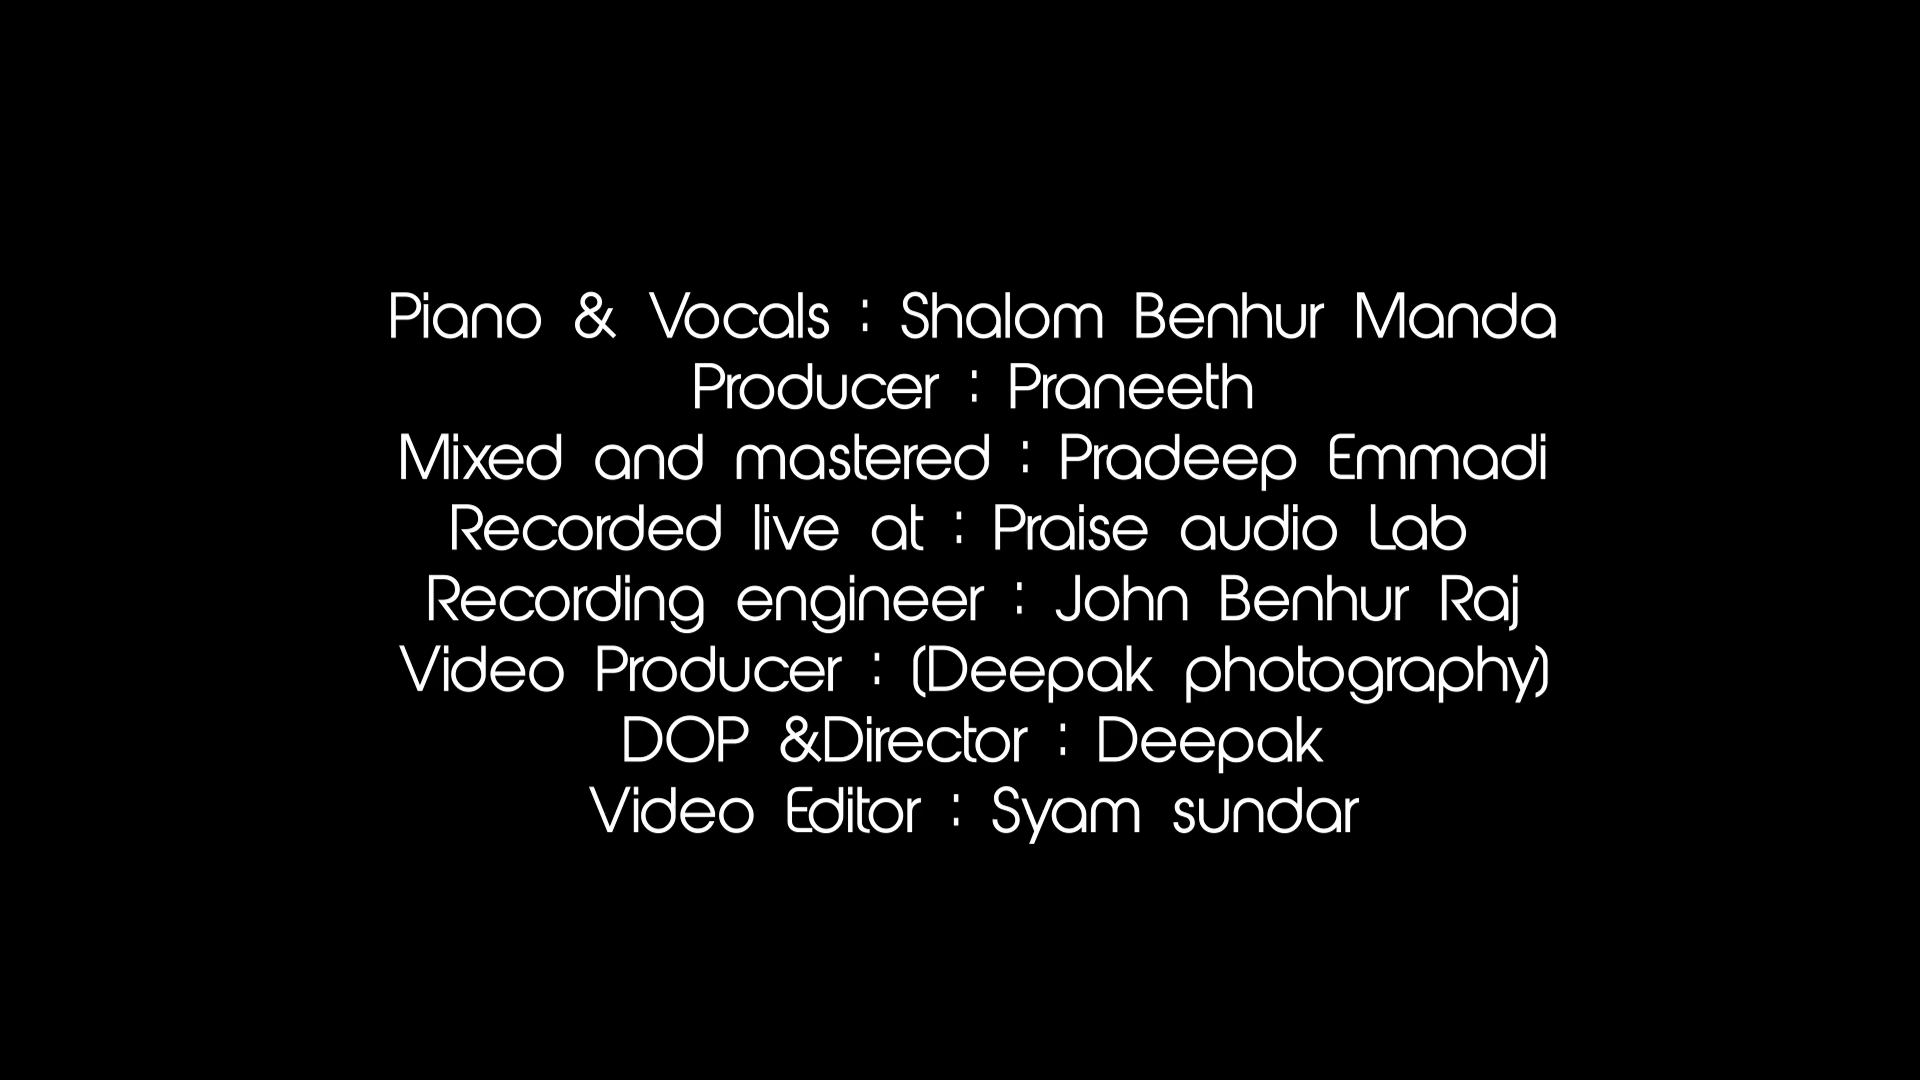 Piano & Vocals : Shalom Benhur Manda
Producer : Praneeth
Mixed and mastered : Pradeep Emmadi
Recorded live at : Praise audio Lab
Recording engineer : John Benhur Raj
Video Producer : (Deepak photography)
DOP &Director : Deepak
Video Editor : Syam sundar